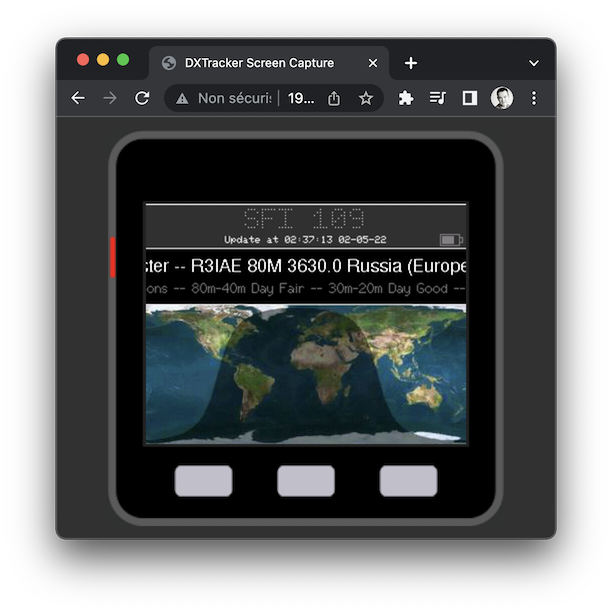 DXTracker Screen Capture
Non sécuris 19...
SFI 109
Update at 02:37:13 02-05-22
ster -- R3IAE 80M 3630.0 Russia (Europe
ons -- 80m-40m Day Fair -- 30m-20m Day Good --